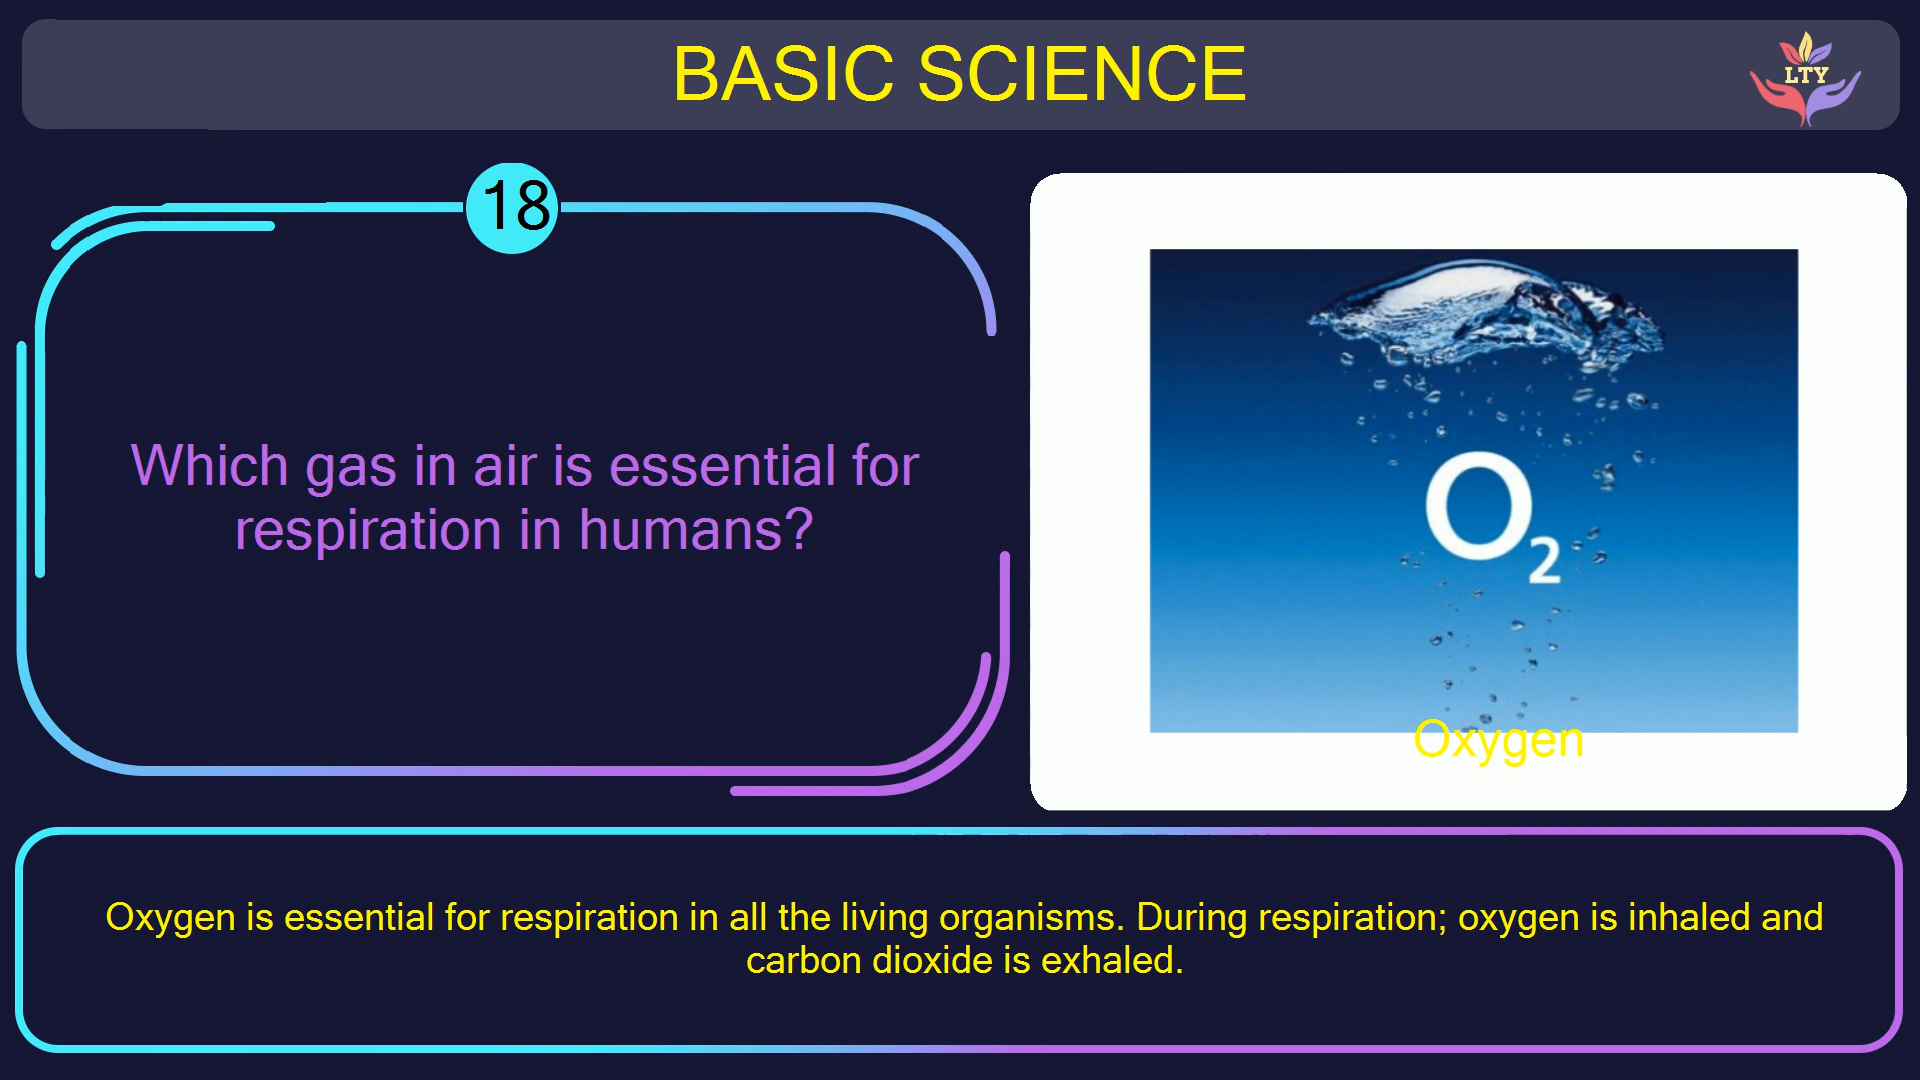 BASIC SCIENCE
LTY
18
Which gas in air is essential for
respiration in humans?
O2
Oxygen
Oxygen is essential for respiration in all the living organisms. During respiration; oxygen is inhaled and
carbon dioxide is exhaled.